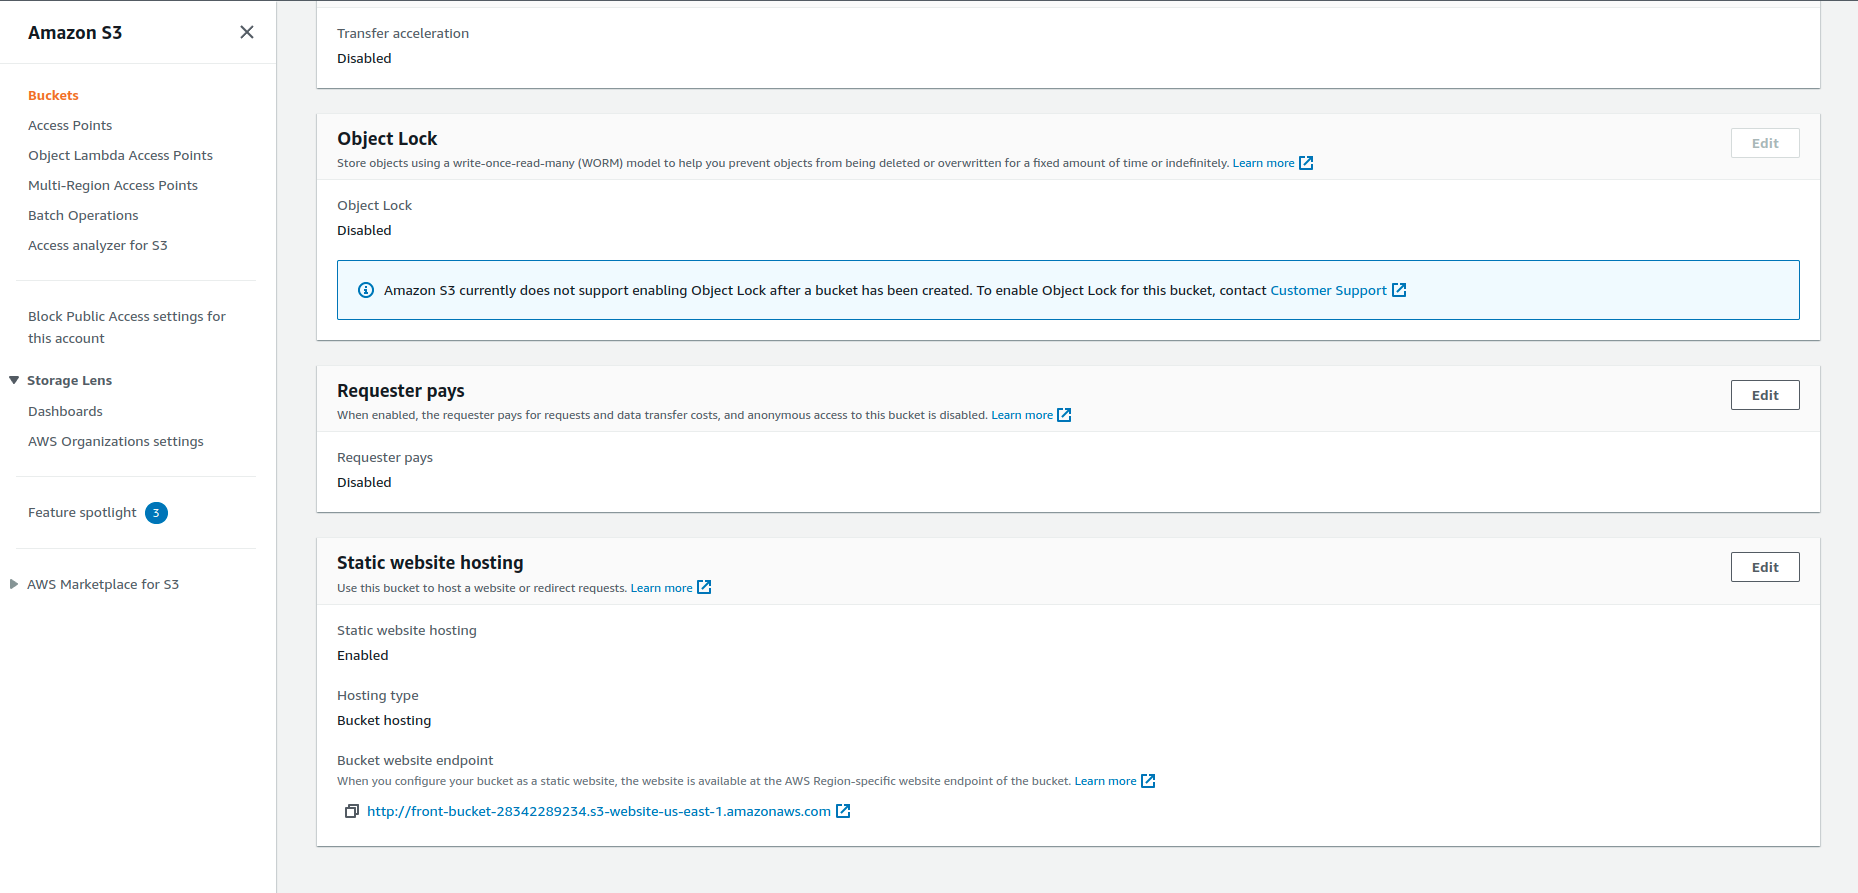 Amazon S3
Buckets
Access Points
Object Lambda Access Points
Multi-Region Access Points
Batch Operations
Access analyzer for S3
Block Public Access settings for
this account
Storage Lens
Dashboards
AWS Organizations settings
Feature spotlight 3
AWS Marketplace for S3
Transfer acceleration
Disabled
Object Lock
Edit
Store objects using a write-once-read-many (WORM) model to help you prevent objects from being deleted or overwritten for a fixed amount of time or indefinitely. Learn more
Object Lock
Disabled
Amazon S3 currently does not support enabling Object Lock after a bucket has been created. To enable Object Lock for this bucket, contact Customer Support
Requester pays
Edit
When enabled, the requester pays for requests and data transfer costs, and anonymous access to this bucket is disabled. Learn more
Requester pays
Disabled
Static website hosting
Edit
Use this bucket to host a website or redirect requests. Learn more
Static website hosting
Enabled
Hosting type
Bucket hosting
Bucket website endpoint
When you configure your bucket as a static website, the website is available at the AWS Region-specific website endpoint of the bucket. Learn more
http://front-bucket-28342289234.s3-website-us-east-1.amazonaws.com